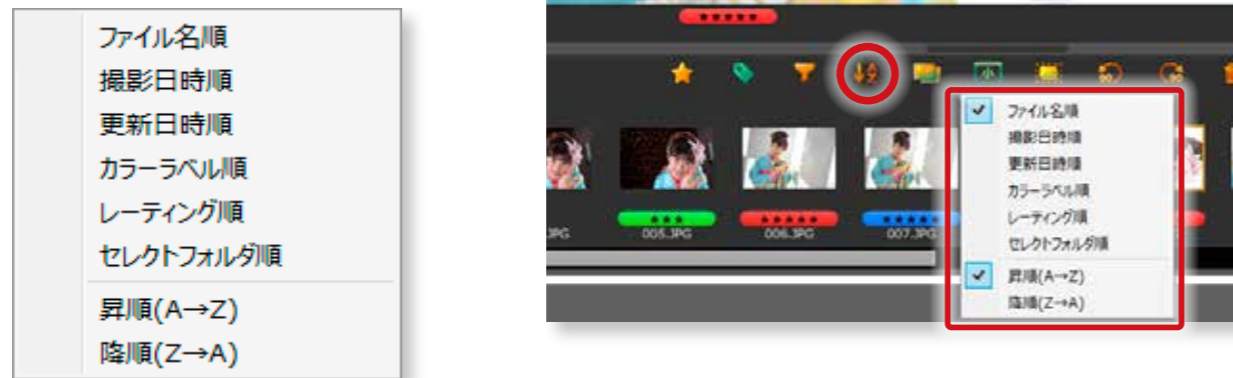 ファイル名順
撮影日時順
更新日時順
カラーラベル順
レーティング順
セレクトフォルダ順
昇順(A→Z)
降順(Z→A)
★★★★★
JPG
★★★
005.JPG
★★★★★
006.JPG
★★★★★
007.JPG
ファイル名順
撮影日時順
更新日時順
カラーラベル順
レーティング順
セレクトフォルダ順
昇順(A→Z)
降順(Z→A)